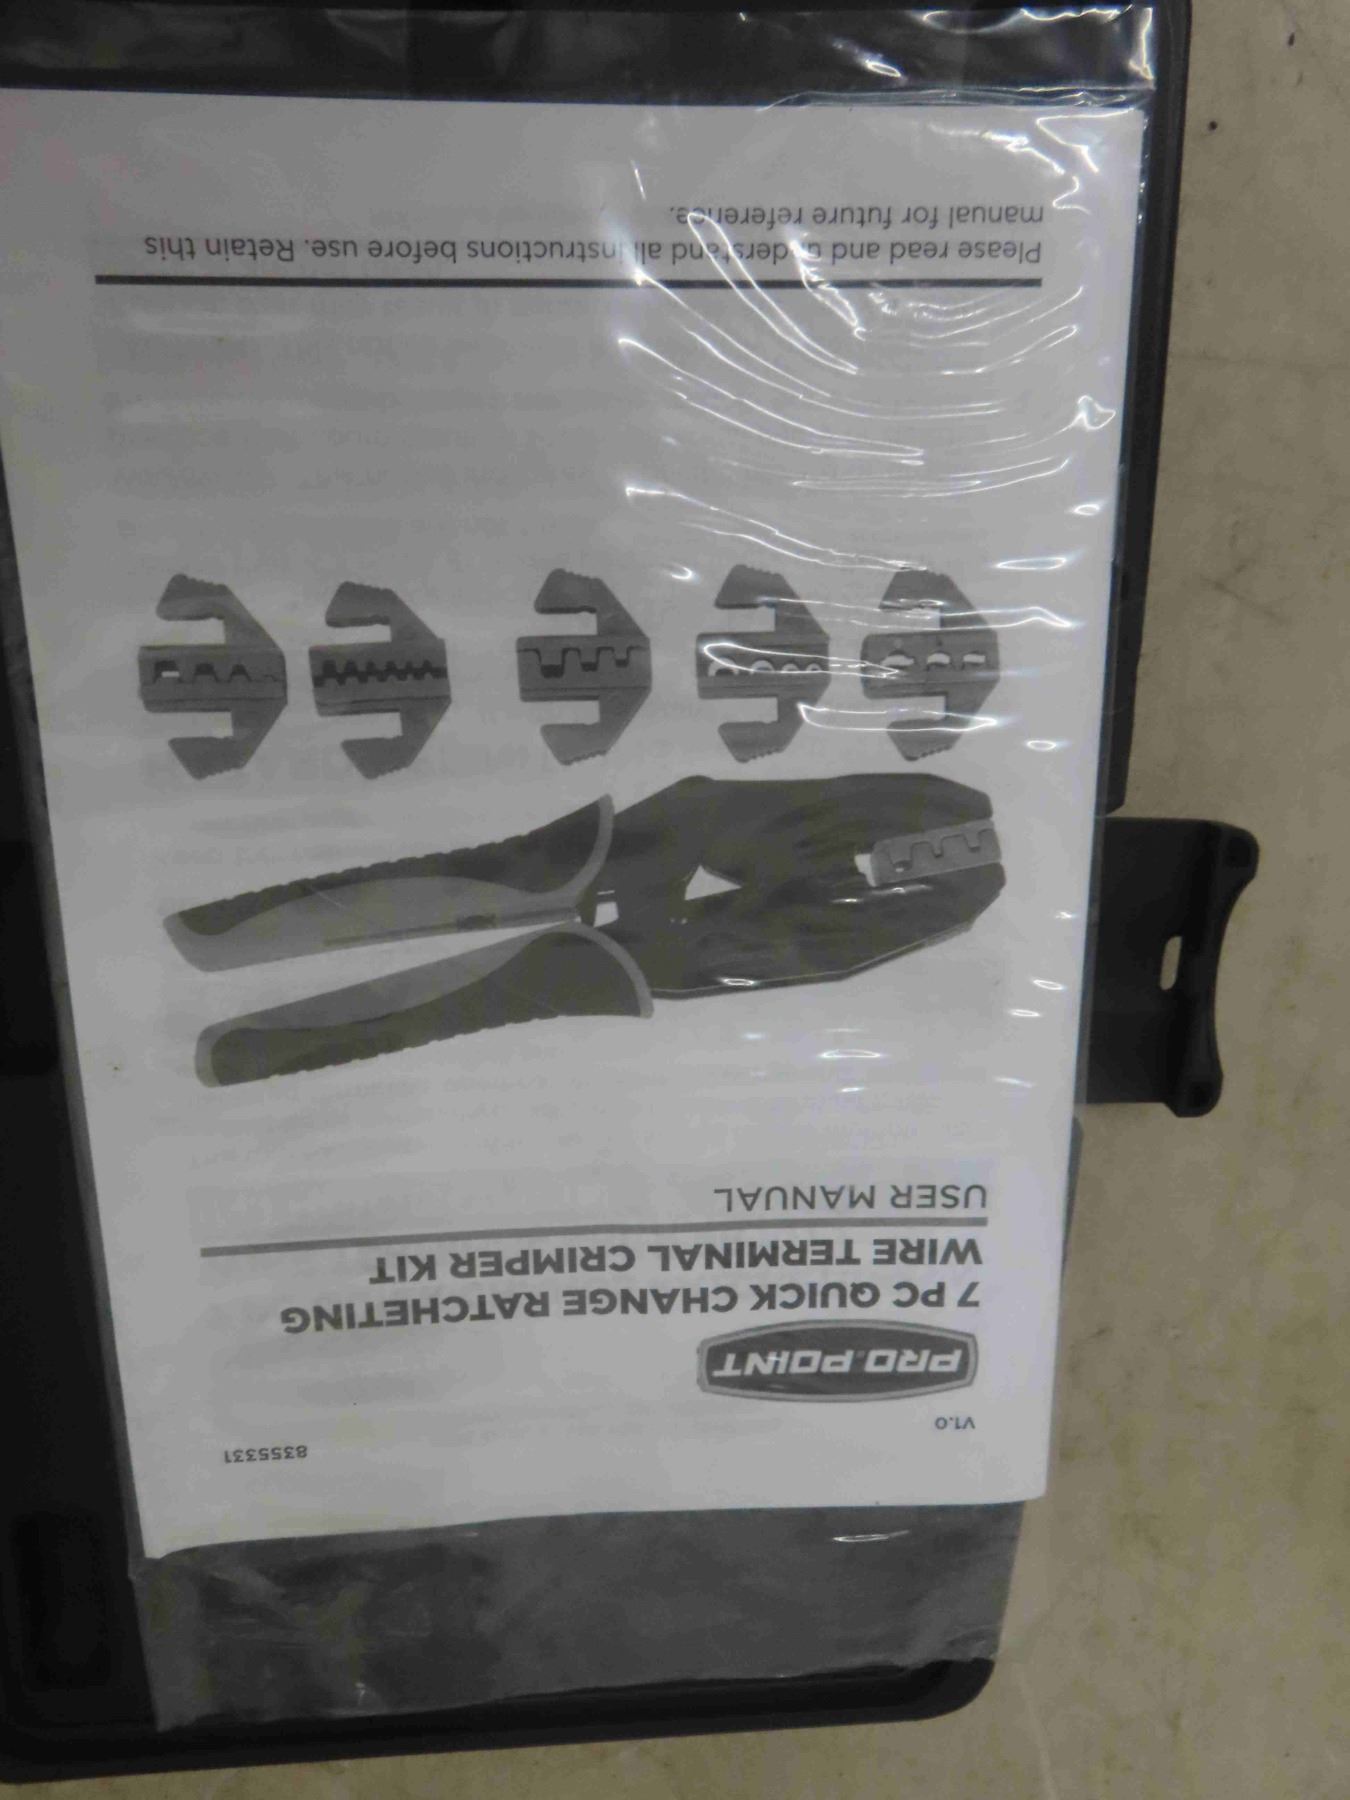 8355331
V1.0
PRO.POINT
7 PC QUICK CHANGE RATCHETING
WIRE TERMINAL CRIMPER KIT
USER MANUAL
Please read and understand all instructions before use. Retain this
manual for future reference.